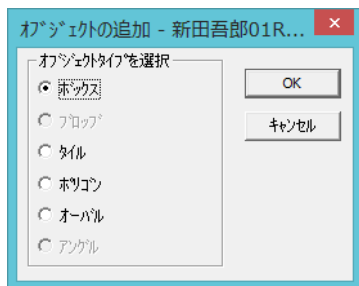 ｵﾌﾞｼﾞｪｸﾄの追加 - 新田吾郎01R...
ｵﾌﾞｼﾞｪｸﾄﾀｲﾌﾟを選択
ﾎﾞｯｸｽ
OK
ﾌﾞﾛｯﾌﾞ
ｷｬﾝｾﾙ
ﾀｲﾙ
ﾎﾟﾘｺﾞﾝ
ｵｰﾊﾞﾙ
ｱﾝｸﾞﾙ